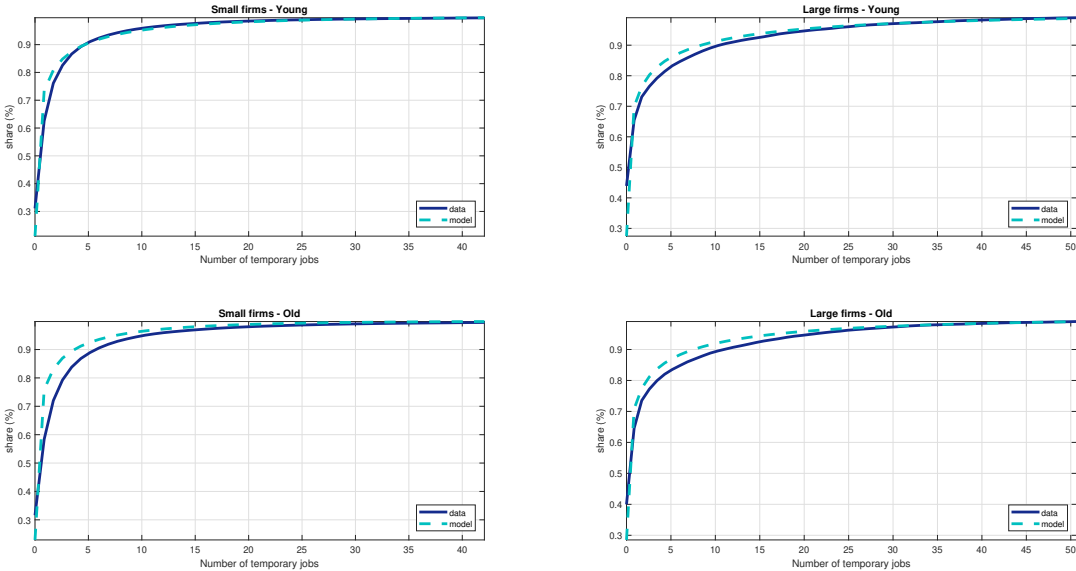 Small firms - Young
share (%)
0.9
0.8
0.7
0.6
0.5
0.4
0.3
data
model
0 5 10 15 20 25 30 35 40
Number of temporary jobs
Large firms - Young
share (%)
0.9
0.8
0.7
0.6
0.5
0.4
0.3
data
model
0 5 10 15 20 25 30 35 40 45 50
Number of temporary jobs
Small firms - Old
share (%)
0.9
0.8
0.7
0.6
0.5
0.4
0.3
data
model
0 5 10 15 20 25 30 35 40
Number of temporary jobs
Large firms - Old
share (%)
0.9
0.8
0.7
0.6
0.5
0.4
0.3
data
model
0 5 10 15 20 25 30 35 40 45 50
Number of temporary jobs